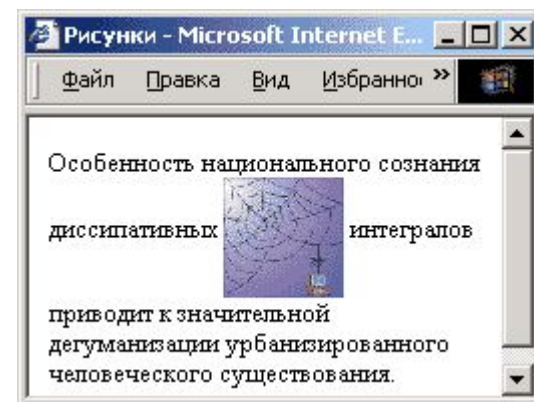 Рисунки - Microsoft Internet E...
Файл Правка Вид Избранно »
Особенность национального сознания
диссипативных интегралов
приводит к значительной
дегуманизации урбанизированного
человеческого существования.